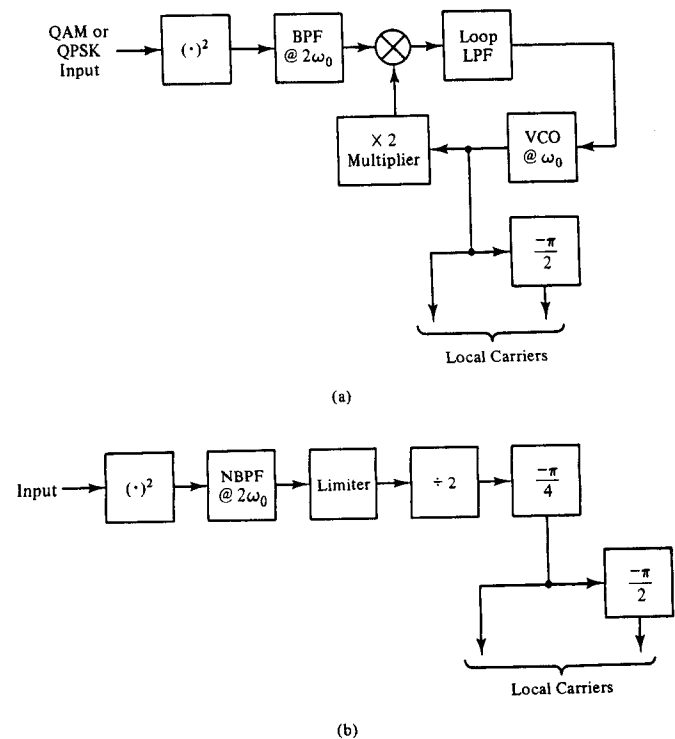 QAM or
QPSK
Input
(·)²
BPF
@ 2ω₀
Loop
LPF
× 2
Multiplier
VCO
@ ω₀
−π
2
Local Carriers
(a)
Input
(·)²
NBPF
@ 2ω₀
Limiter
÷ 2
−π
4
−π
2
Local Carriers
(b)